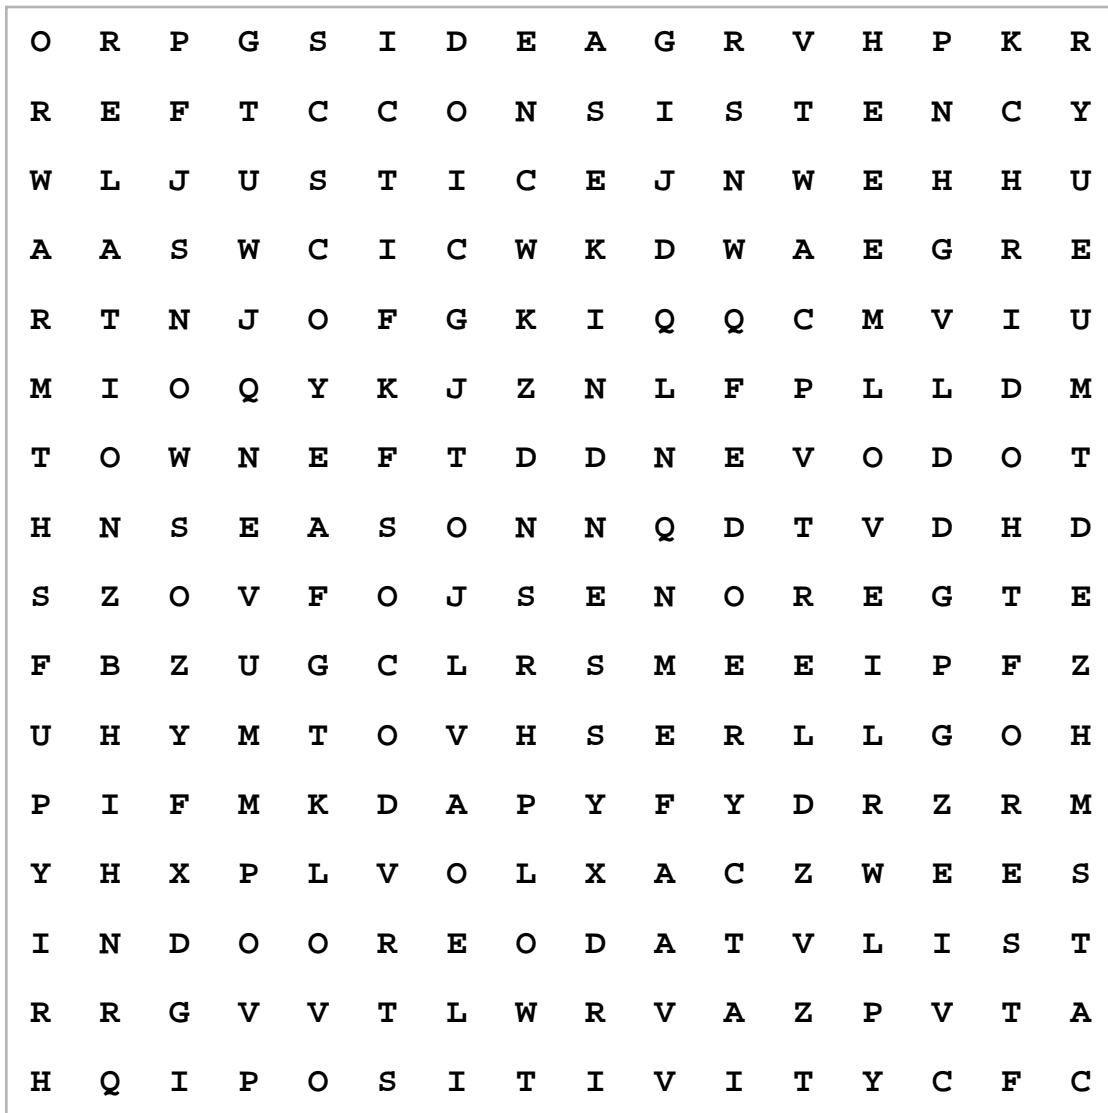 O R P G S I D E A G R V H P K R
R E F T C C O N S I S T E N C Y
W L J U S T I C E J N W E H H U
A A S W C I C W K D W A E G R E
R T N J O F G K I Q Q C M V I U
M I O Q Y K J Z N L F P L L D M
T O W N E F T D D N E V O D O T
H N S E A S O N N Q D T V D H D
S Z O V F O J S E N O R E G T E
F B Z U G C L R S M E E I P F Z
U H Y M T O V H S E R L L G O H
P I F M K D A P Y F Y D R Z R M
Y H X P L V O L X A C Z W E E S
I N D O O R E O D A T V L I S T
R R G V V T L W R V A Z P V T A
H Q I P O S I T I V I T Y C F C